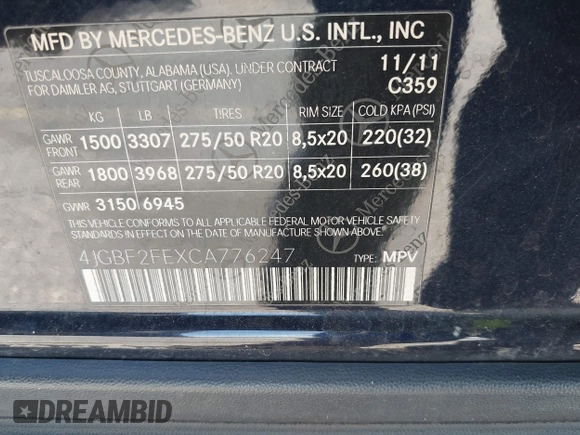 MFD BY MERCEDES-BENZ U.S. INTL., INC
TUSCALOOSA COUNTY, ALABAMA (USA). UNDER CONTRACT 11/11
FOR DAIMLER AG, STUTTGART (GERMANY) C359
KG LB TIRES RIM SIZE COLD KPA (PSI)
GAWR FRONT 1500 3307 275/50 R20 8,5x20 220(32)
GAWR REAR 1800 3968 275/50 R20 8,5x20 260(38)
GVWR 3150 6945
THIS VEHICLE CONFORMS TO ALL APPLICABLE FEDERAL MOTOR VEHICLE SAFETY
STANDARDS IN EFFECT ON THE DATE OF MANUFACTURE SHOWN ABOVE.
4JGBF2FEXCA776247 TYPE: MPV
Mercedes-Benz
DREAMBID